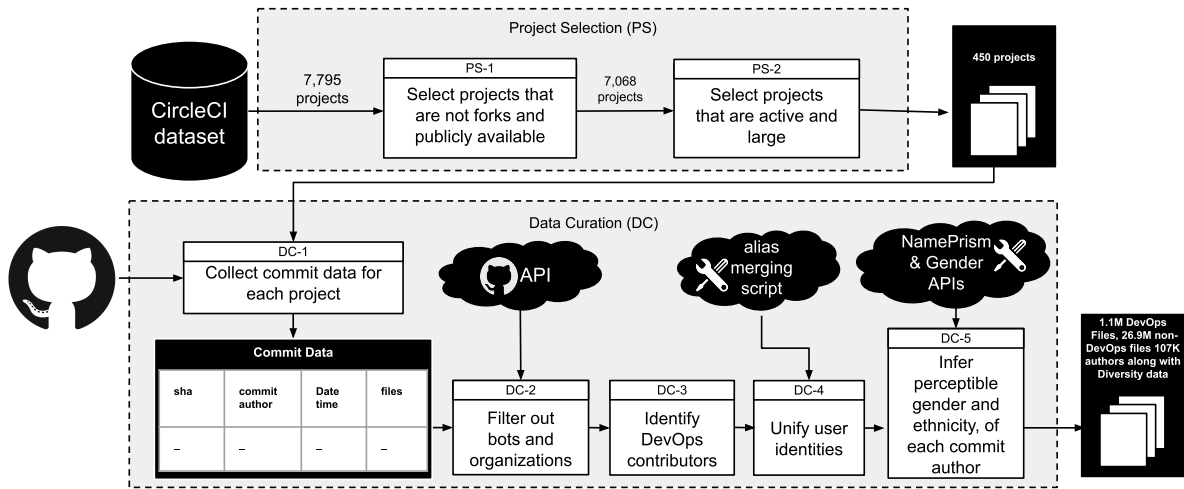 Project Selection (PS)
CircleCI
dataset
7,795
projects
PS-1
Select projects that
are not forks and
publicly available
7,068
projects
PS-2
Select projects
that are active and
large
450 projects
Data Curation (DC)
DC-1
Collect commit data for
each project
API
alias
merging
script
NamePrism
& Gender
APIs
Commit Data
sha
commit
author
Date
time
files
–
–
–
–
DC-2
Filter out
bots and
organizations
DC-3
Identify
DevOps
contributors
DC-4
Unify user
identities
DC-5
Infer
perceptible
gender and
ethnicity, of
each commit
author
1.1M DevOps
Files, 26.9M non-
DevOps files 107K
authors along with
Diversity data